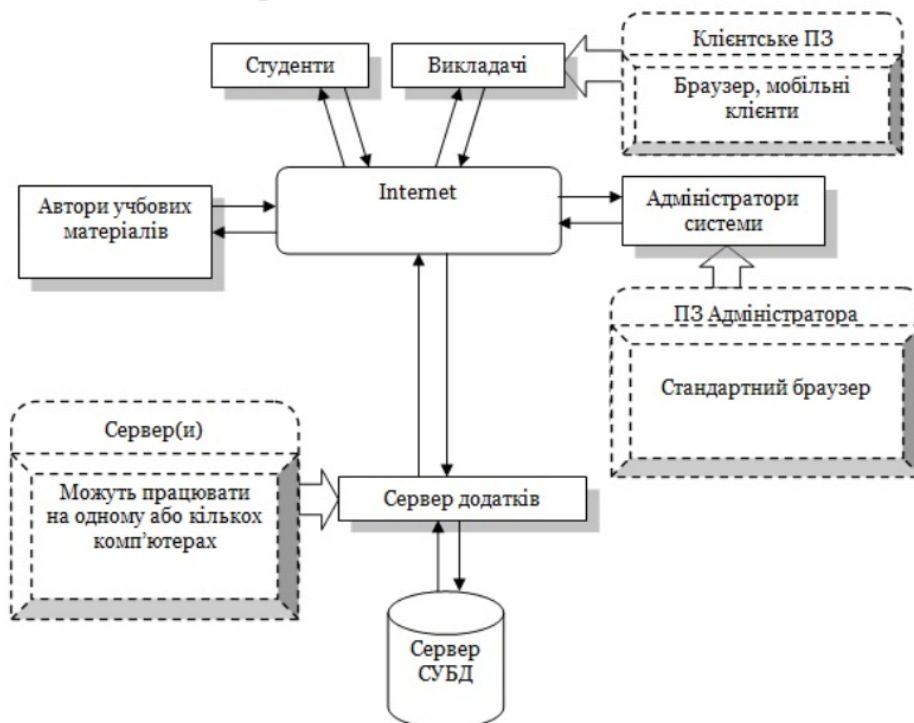 Студенти
Викладачі
Клієнтське ПЗ
Браузер, мобільні
клієнти
Internet
Автори учбових
матеріалів
Адміністратори
системи
ПЗ Адміністратора
Стандартний браузер
Сервер(и)
Можуть працювати
на одному або кількох
комп’ютерах
Сервер додатків
Сервер
СУБД